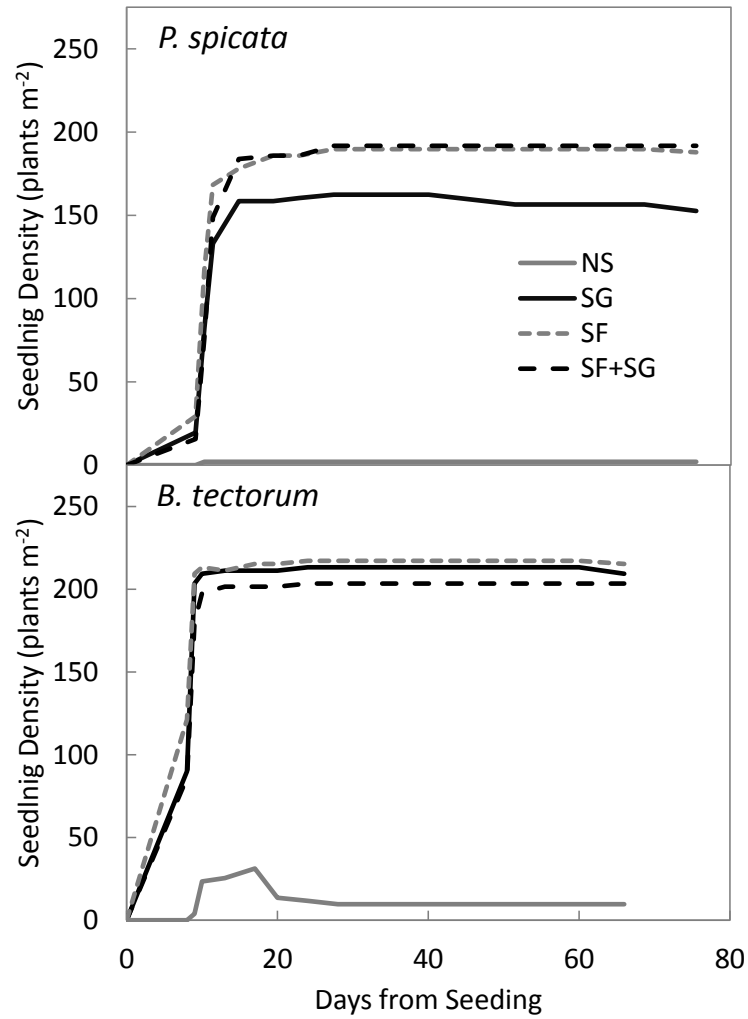 P. spicata
250
200
150
100
50
0
Seedlnig Density (plants m-2)
NS
SG
SF
SF+SG
B. tectorum
250
200
150
100
50
0
Seedlnig Density (plants m-2)
0 20 40 60 80
Days from Seeding